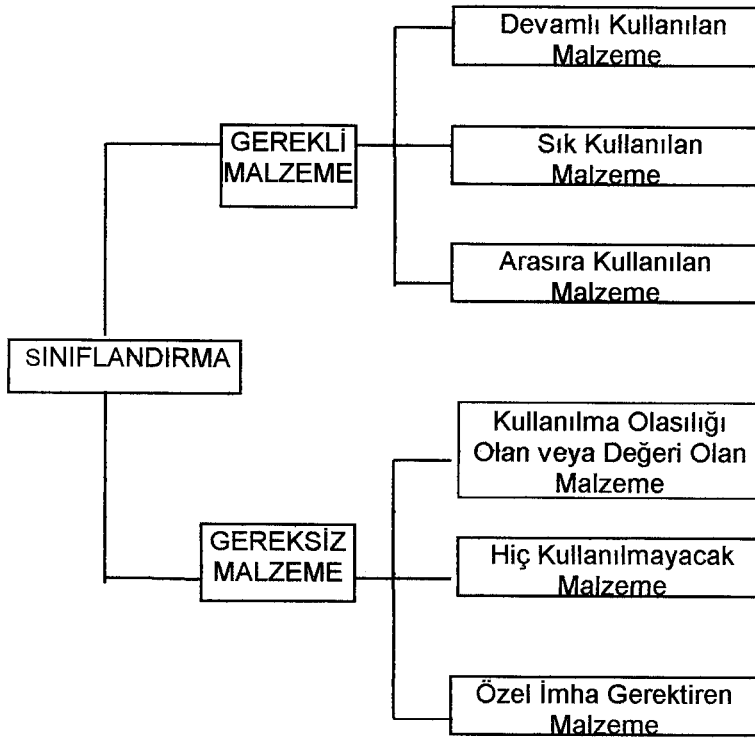 Devamlı Kullanılan
Malzeme
GEREKLİ
MALZEME
Sık Kullanılan
Malzeme
Arasıra Kullanılan
Malzeme
SINIFLANDIRMA
Kullanılma Olasılığı
Olan veya Değeri Olan
Malzeme
GEREKSİZ
MALZEME
Hiç Kullanılmayacak
Malzeme
Özel İmha Gerektiren
Malzeme